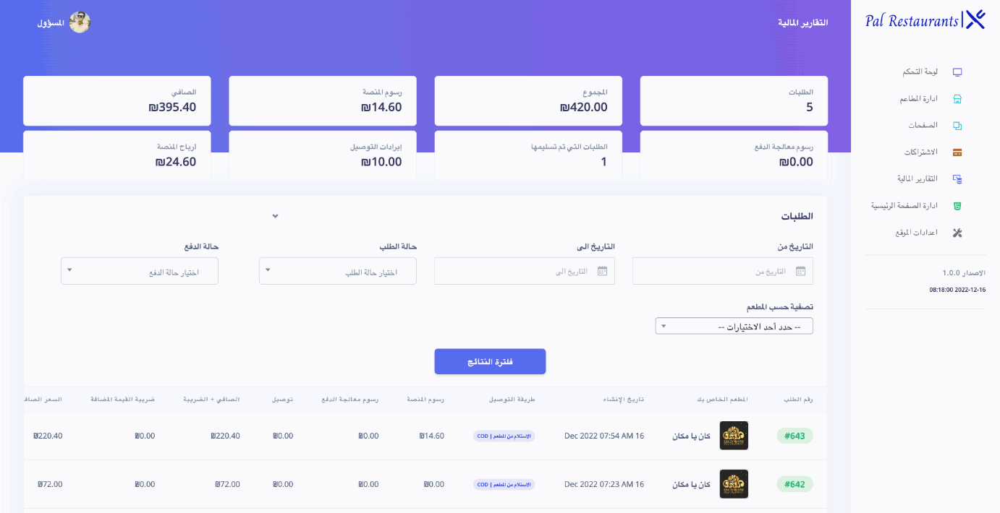 Pal Restaurants
لوحة التحكم
ادارة المطاعم
الصفحات
الاشتراكات
التقارير المالية
ادارة الصفحة الرئيسية
اعدادات الموقع
الاصدار 1.0.0
2022-12-16 08:18:00
التقارير المالية
المسؤول
الطلبات
5
المجموع
₪420.00
رسوم المنصة
₪14.60
الصافي
₪395.40
رسوم معالجة الدفع
₪0.00
الطلبات التي تم تسليمها
1
إيرادات التوصيل
₪10.00
ارباح المنصة
₪24.60
الطلبات
التاريخ من
التاريخ الى
حالة الطلب
حالة الدفع
التاريخ من
التاريخ الى
اختيار حالة الطلب
اختيار حالة الدفع
تصفية حسب المطعم
-- حدد أحد الاختيارات --
فلترة النتائج
رقم الطلب المطعم الخاص بك تاريخ الإنشاء طريقة التوصيل رسوم المنصة رسوم معالجة الدفع توصيل الصافي + الضريبة ضريبة القيمة المضافة السعر الصاف
#643 كان يا مكان 16 Dec 2022 07:54 AM الإستلام من المطعم | COD ₪14.60 ₪0.00 ₪0.00 ₪220.40 ₪0.00 ₪220.40
#642 كان يا مكان 16 Dec 2022 07:23 AM الإستلام من المطعم | COD ₪0.00 ₪0.00 ₪0.00 ₪72.00 ₪0.00 ₪72.00